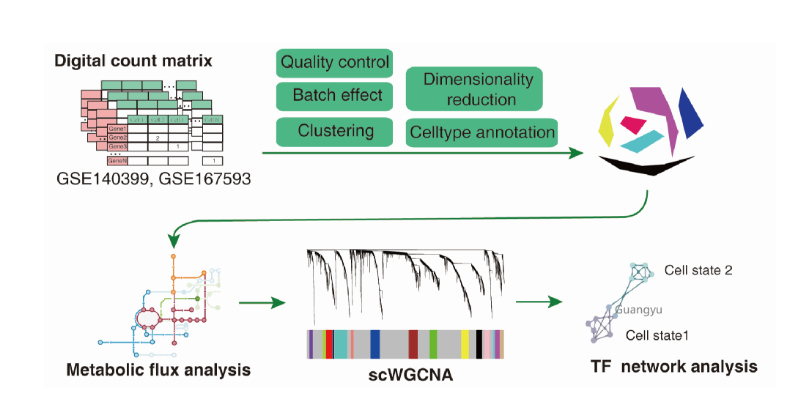 Digital count matrix
Quality control
Batch effect
Clustering
Dimensionality
reduction
Celltype annotation
Gene1
Gene2
2
Gene3
1
GeneN
1
GSE140399, GSE167593
Cell state 2
Guangyu
Cell state1
Metabolic flux analysis
scWGCNA
TF network analysis